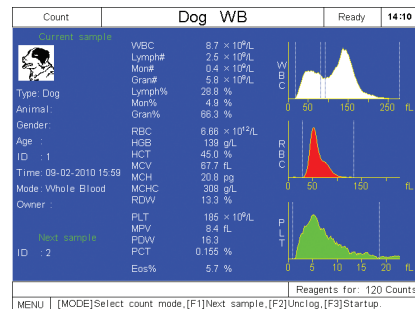 Count Dog WB Ready 14:10
Current sample
Type: Dog
Animal:
Gender:
Age :
ID : 1
Time: 09-02-2010 15:59
Mode: Whole Blood
Owner :
Next sample
ID : 2
WBC 8.7 × 10⁹/L
Lymph# 2.5 × 10⁹/L
Mon# 0.4 × 10⁹/L
Gran# 5.8 × 10⁹/L
Lymph% 28.8 %
Mon% 4.9 %
Gran% 66.3 %
RBC 6.66 × 10¹²/L
HGB 139 g/L
HCT 45.0 %
MCV 67.7 fL
MCH 20.8 pg
MCHC 308 g/L
RDW 13.3 %
PLT 185 × 10⁹/L
MPV 8.4 fL
PDW 16.3
PCT 0.155 %
Eos% 5.7 %
WBC
0 50 150 250 fL
RBC
50 150 fL
PLT
0 5 10 15 20 fL
Reagents for: 120 Counts
MENU [MODE]Select count mode,[F1]Next sample,[F2]Unclog,[F3]Startup.